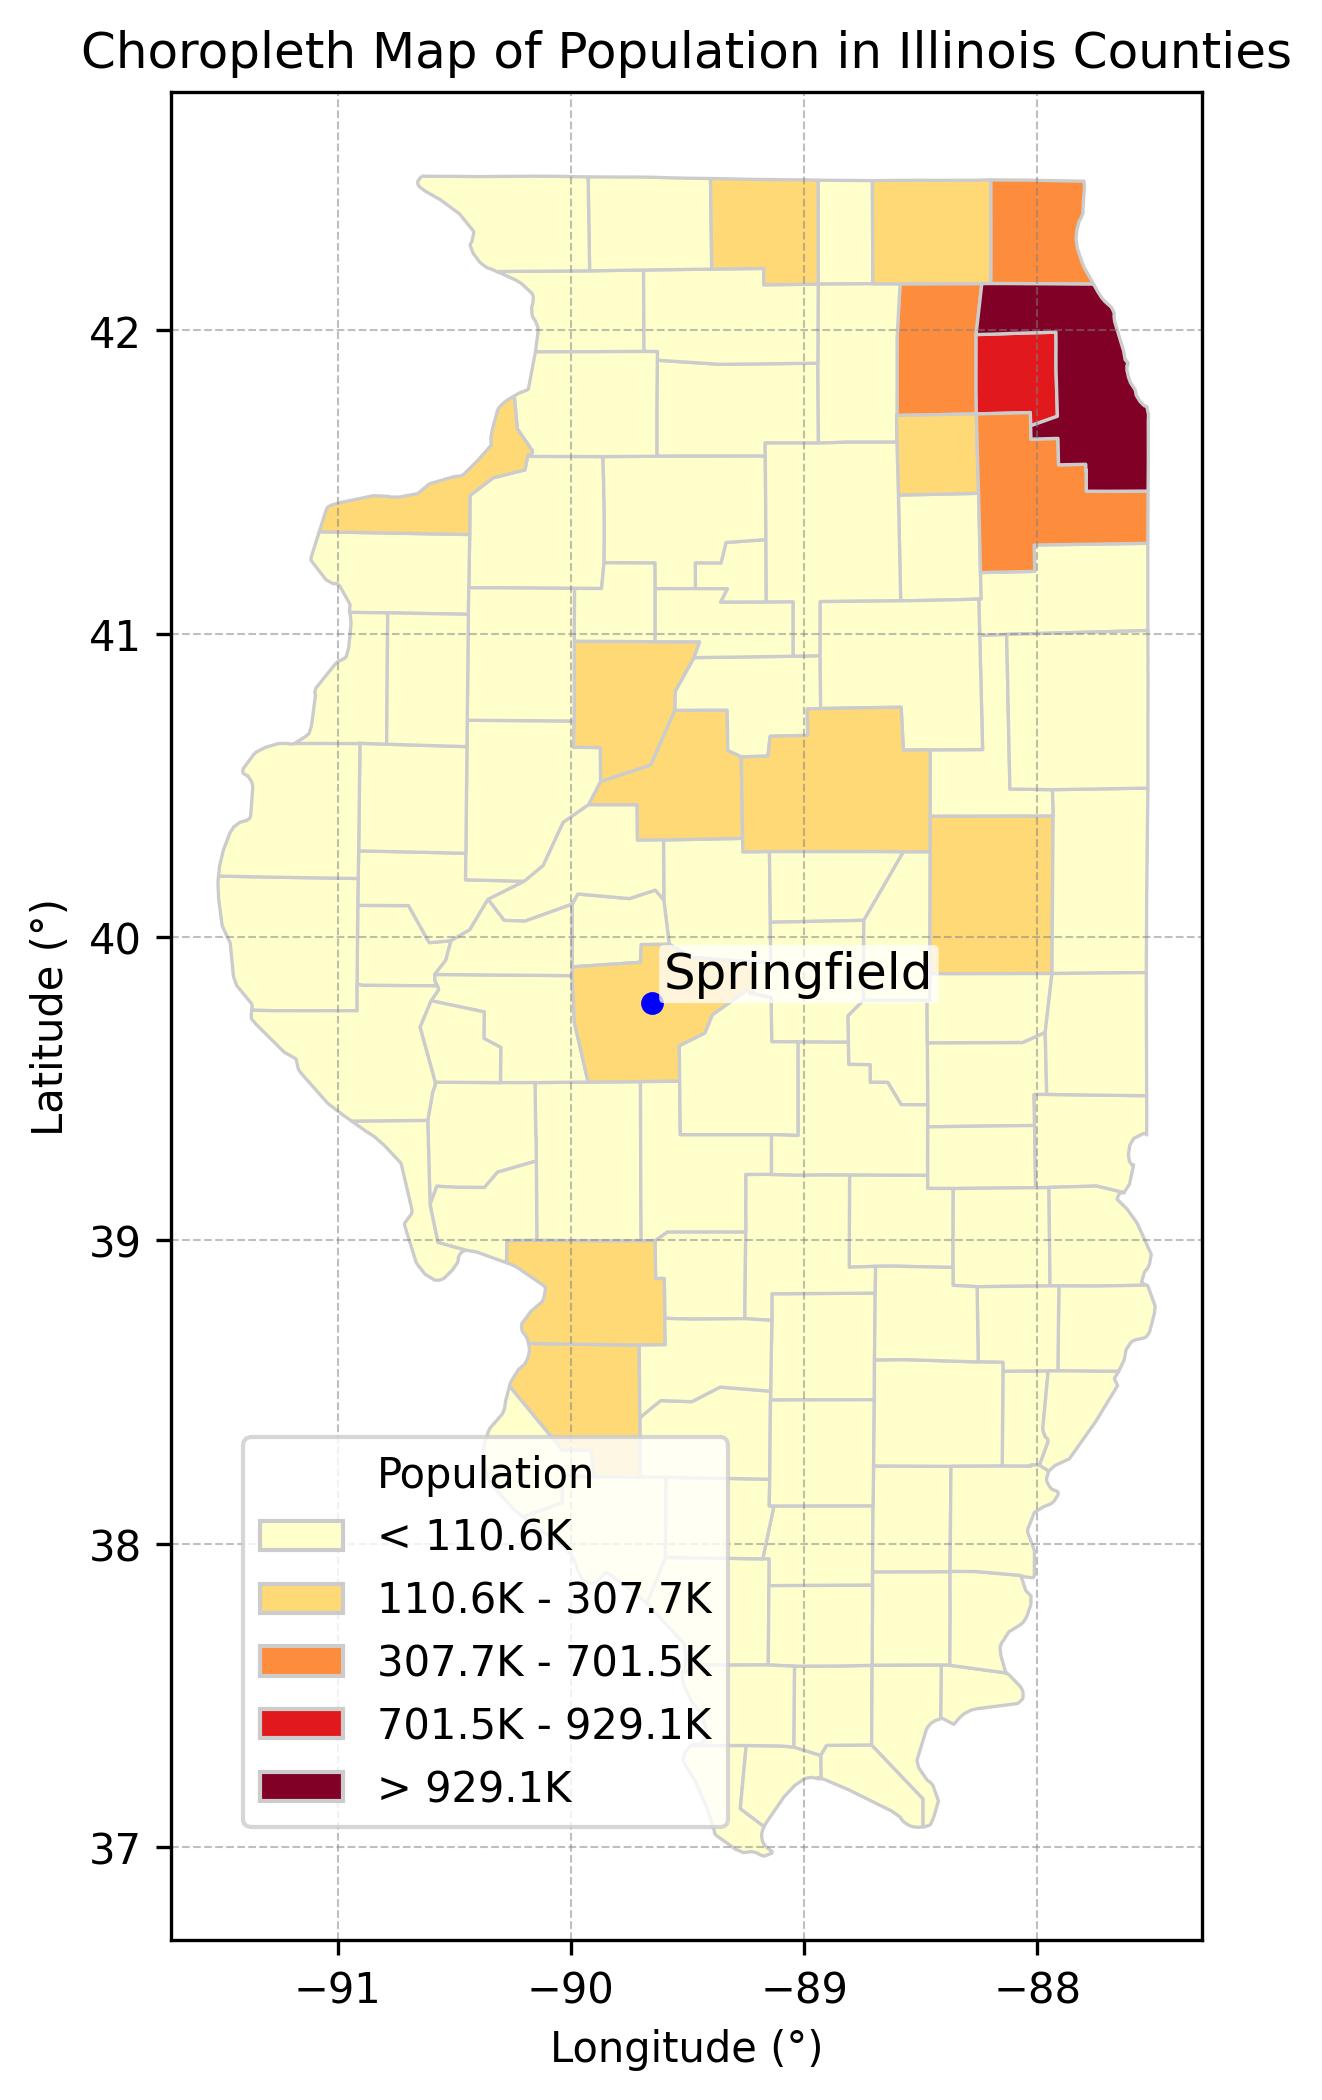 Choropleth Map of Population in Illinois Counties
42
41
40
39
38
37
Latitude (°)
Springfield
Population
< 110.6K
110.6K - 307.7K
307.7K - 701.5K
701.5K - 929.1K
> 929.1K
−91
−90
−89
−88
Longitude (°)